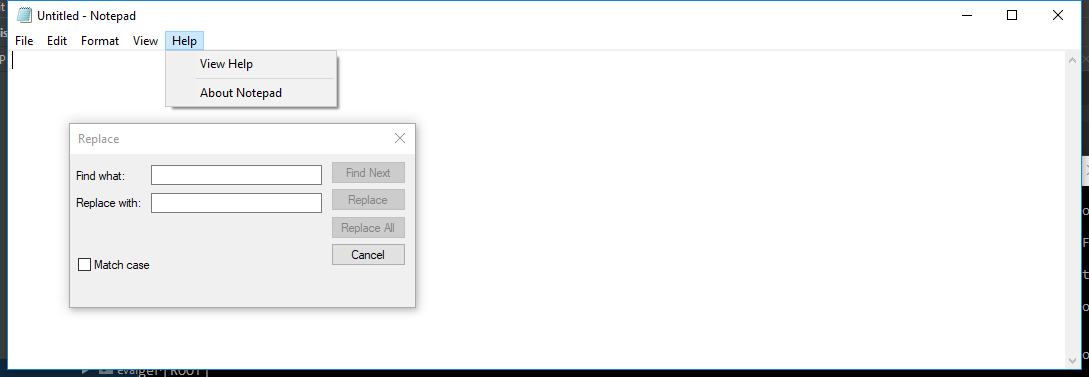 Untitled - Notepad
File Edit Format View Help
View Help
About Notepad
Replace
Find what:
Find Next
Replace with:
Replace
Replace All
Cancel
Match case